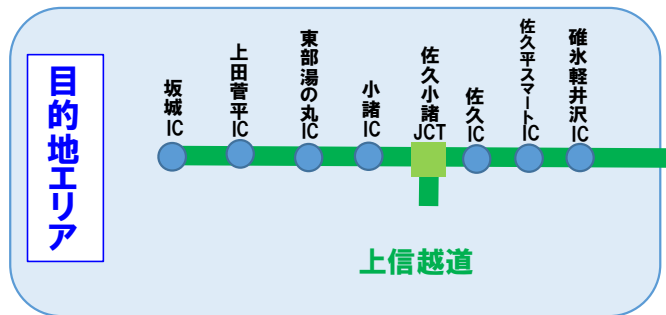 目的地エリア
坂城IC
上田菅平IC
東部湯の丸IC
小諸IC
佐久小諸JCT
佐久IC
佐久平スマートIC
碓氷軽井沢IC
上信越道